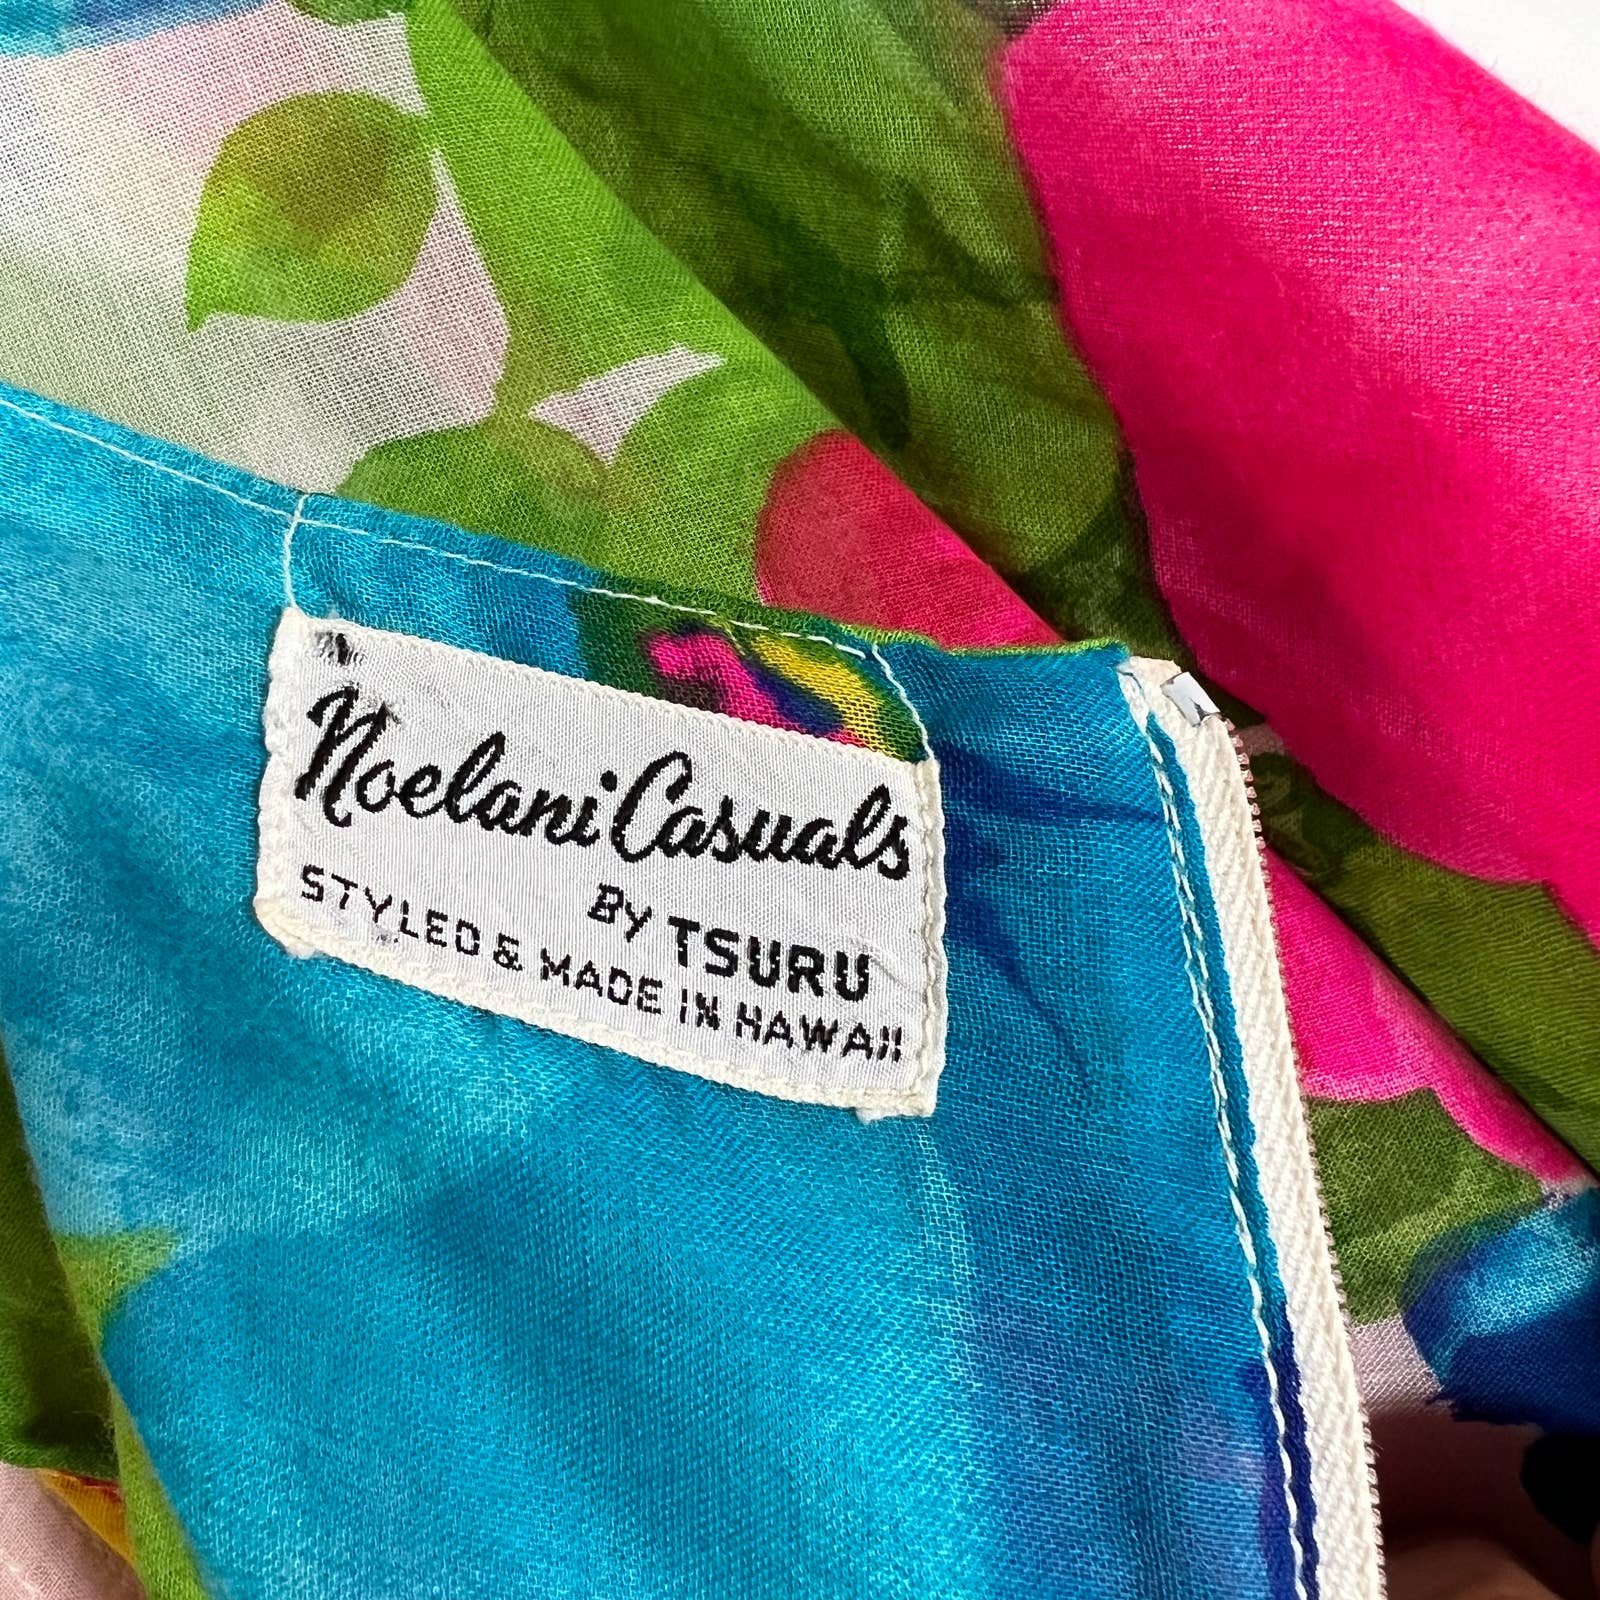 Noelani Casuals
By TSURU
STYLED & MADE IN HAWAII